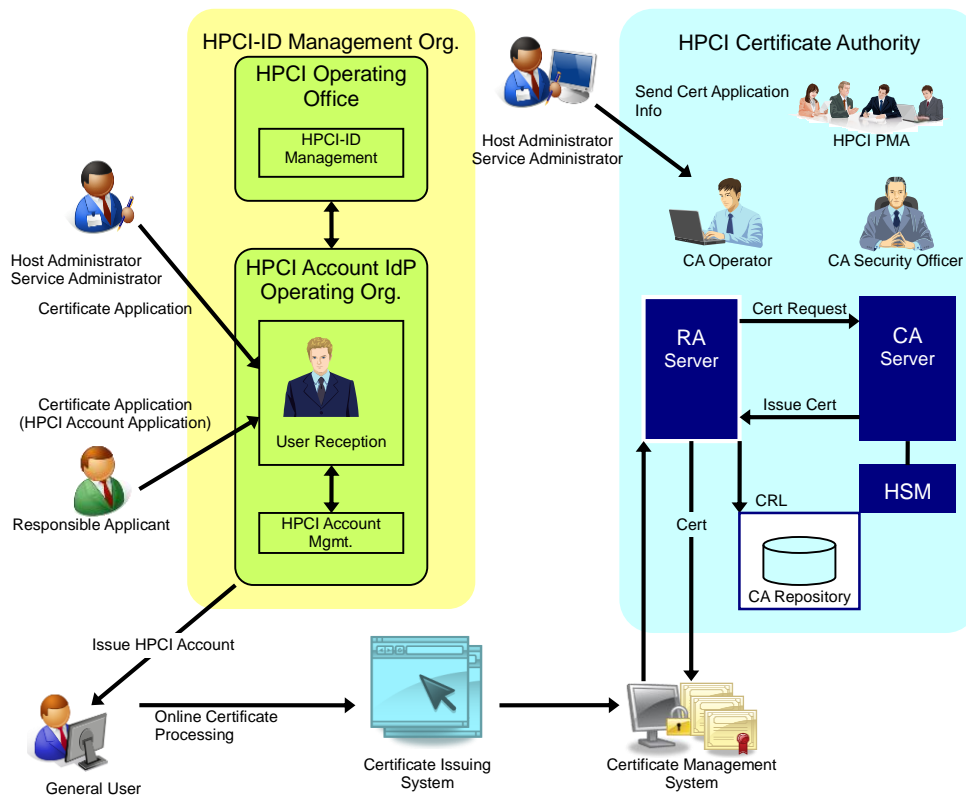 HPCI-ID Management Org.
HPCI Operating
Office
HPCI-ID
Management
Host Administrator
Service Administrator
Certificate Application
HPCI Account IdP
Operating Org.
User Reception
Certificate Application
(HPCI Account Application)
Responsible Applicant
HPCI Account
Mgmt.
Issue HPCI Account
General User
Online Certificate
Processing
Certificate Issuing
System
Certificate Management
System
Host Administrator
Service Administrator
HPCI Certificate Authority
Send Cert Application
Info
HPCI PMA
CA Operator
CA Security Officer
RA
Server
Cert Request
CA
Server
Issue Cert
HSM
CRL
Cert
CA Repository